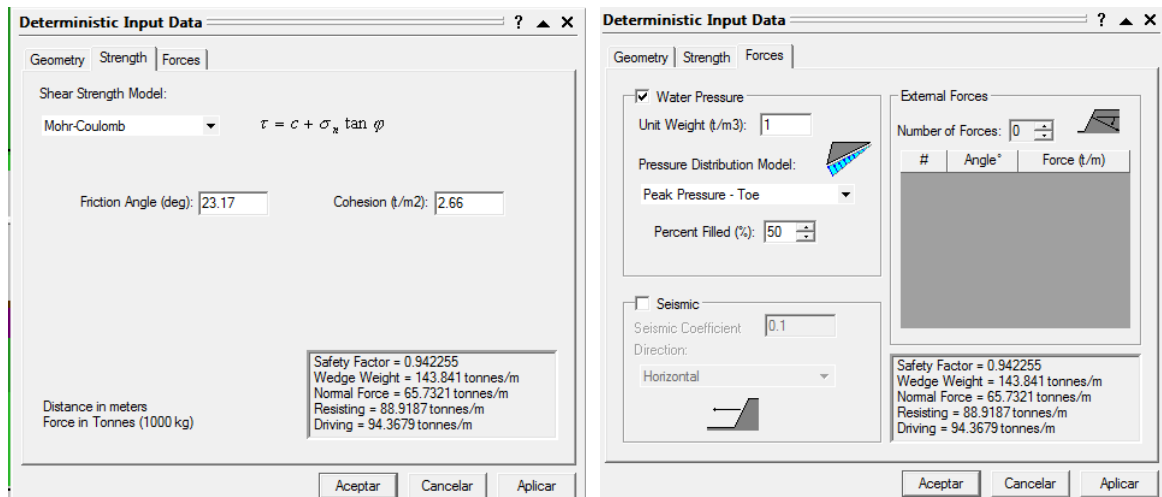 Deterministic Input Data ? ▲ X
Geometry Strength Forces
Shear Strength Model:
Mohr-Coulomb τ = c + σn tan φ
Friction Angle (deg): 23.17 Cohesion (t/m2): 2.66
Safety Factor = 0.942255
Wedge Weight = 143.841 tonnes/m
Normal Force = 65.7321 tonnes/m
Resisting = 88.9187 tonnes/m
Driving = 94.3679 tonnes/m
Distance in meters
Force in Tonnes (1000 kg)
Aceptar Cancelar Aplicar
Deterministic Input Data ? ▲ X
Geometry Strength Forces
Water Pressure
Unit Weight (t/m3): 1
Pressure Distribution Model:
Peak Pressure - Toe
Percent Filled (%): 50
Seismic
Seismic Coefficient 0.1
Direction:
Horizontal
External Forces
Number of Forces: 0
# Angle° Force (t/m)
Safety Factor = 0.942255
Wedge Weight = 143.841 tonnes/m
Normal Force = 65.7321 tonnes/m
Resisting = 88.9187 tonnes/m
Driving = 94.3679 tonnes/m
Aceptar Cancelar Aplicar